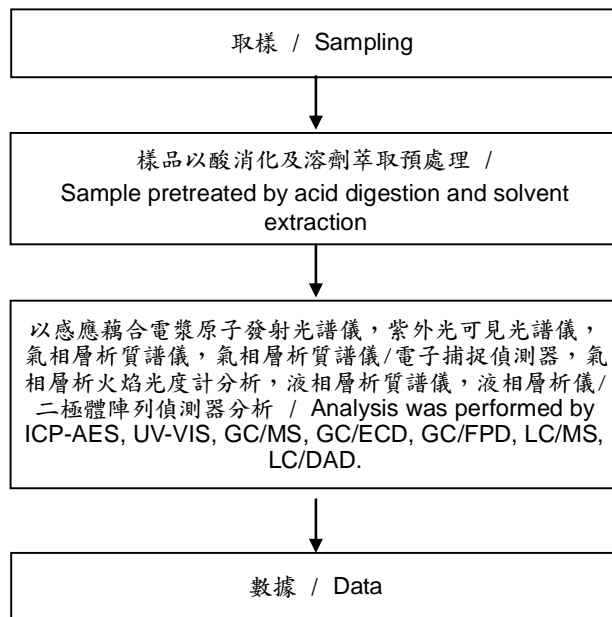 取樣 / Sampling
樣品以酸消化及溶劑萃取預處理 /
Sample pretreated by acid digestion and solvent
extraction
以感應藕合電漿原子發射光譜儀，紫外光可見光譜儀，
氣相層析質譜儀，氣相層析質譜儀/電子捕捉偵測器，氣
相層析火焰光度計分析，液相層析質譜儀，液相層析儀/
二極體陣列偵測器分析 / Analysis was performed by
ICP-AES, UV-VIS, GC/MS, GC/ECD, GC/FPD, LC/MS,
LC/DAD.
數據 / Data